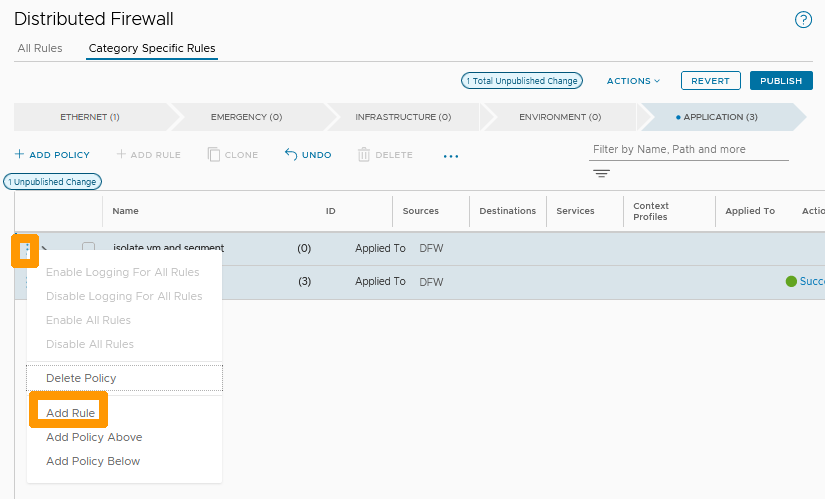 Distributed Firewall
All Rules Category Specific Rules
1 Total Unpublished Change ACTIONS REVERT PUBLISH
ETHERNET (1) EMERGENCY (0) INFRASTRUCTURE (0) ENVIRONMENT (0) APPLICATION (3)
+ ADD POLICY + ADD RULE CLONE UNDO DELETE ... Filter by Name, Path and more
1 Unpublished Change
Name ID Sources Destinations Services Context Profiles Applied To Actio
isolate vm and segment (0) Applied To DFW
(3) Applied To DFW Succe
Enable Logging For All Rules
Disable Logging For All Rules
Enable All Rules
Disable All Rules
Delete Policy
Add Rule
Add Policy Above
Add Policy Below